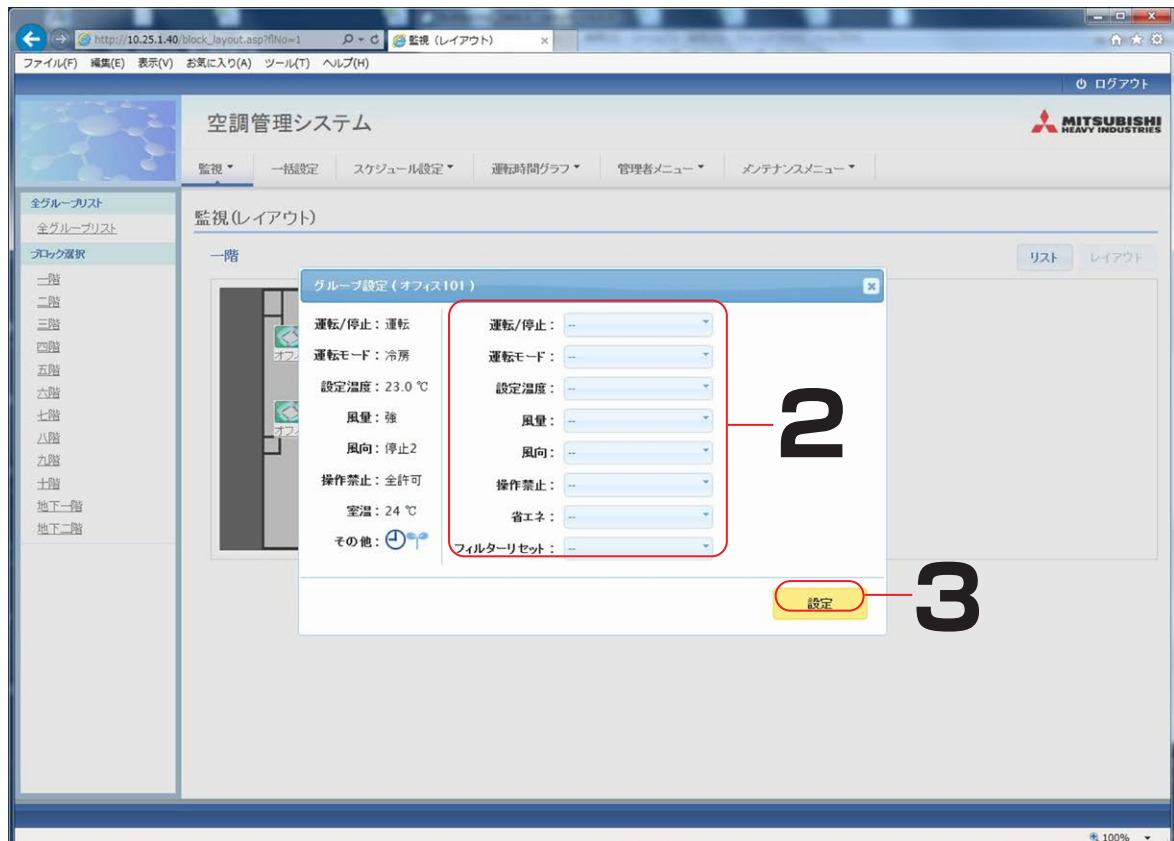 http://10.25.1.40/block_layout.asp?flNo=1
監視（レイアウト）
ファイル(F) 編集(E) 表示(V) お気に入り(A) ツール(T) ヘルプ(H)
ログアウト
空調管理システム
MITSUBISHI
HEAVY INDUSTRIES
監視 一括設定 スケジュール設定 運転時間グラフ 管理者メニュー メンテナンスメニュー
全グループリスト
全グループリスト
ブロック選択
一階
二階
三階
四階
五階
六階
七階
八階
九階
十階
地下一階
地下二階
監視(レイアウト)
一階
リスト レイアウト
オフ
オフ
グループ設定 ( オフィス101 )
運転/停止：運転
運転モード：冷房
設定温度：23.0 ℃
風量：強
風向：停止2
操作禁止：全許可
室温：24 ℃
その他：
運転/停止： --
運転モード： --
設定温度： --
風量： --
風向： --
操作禁止： --
省エネ： --
フィルターリセット： --
2
設定
3
100%